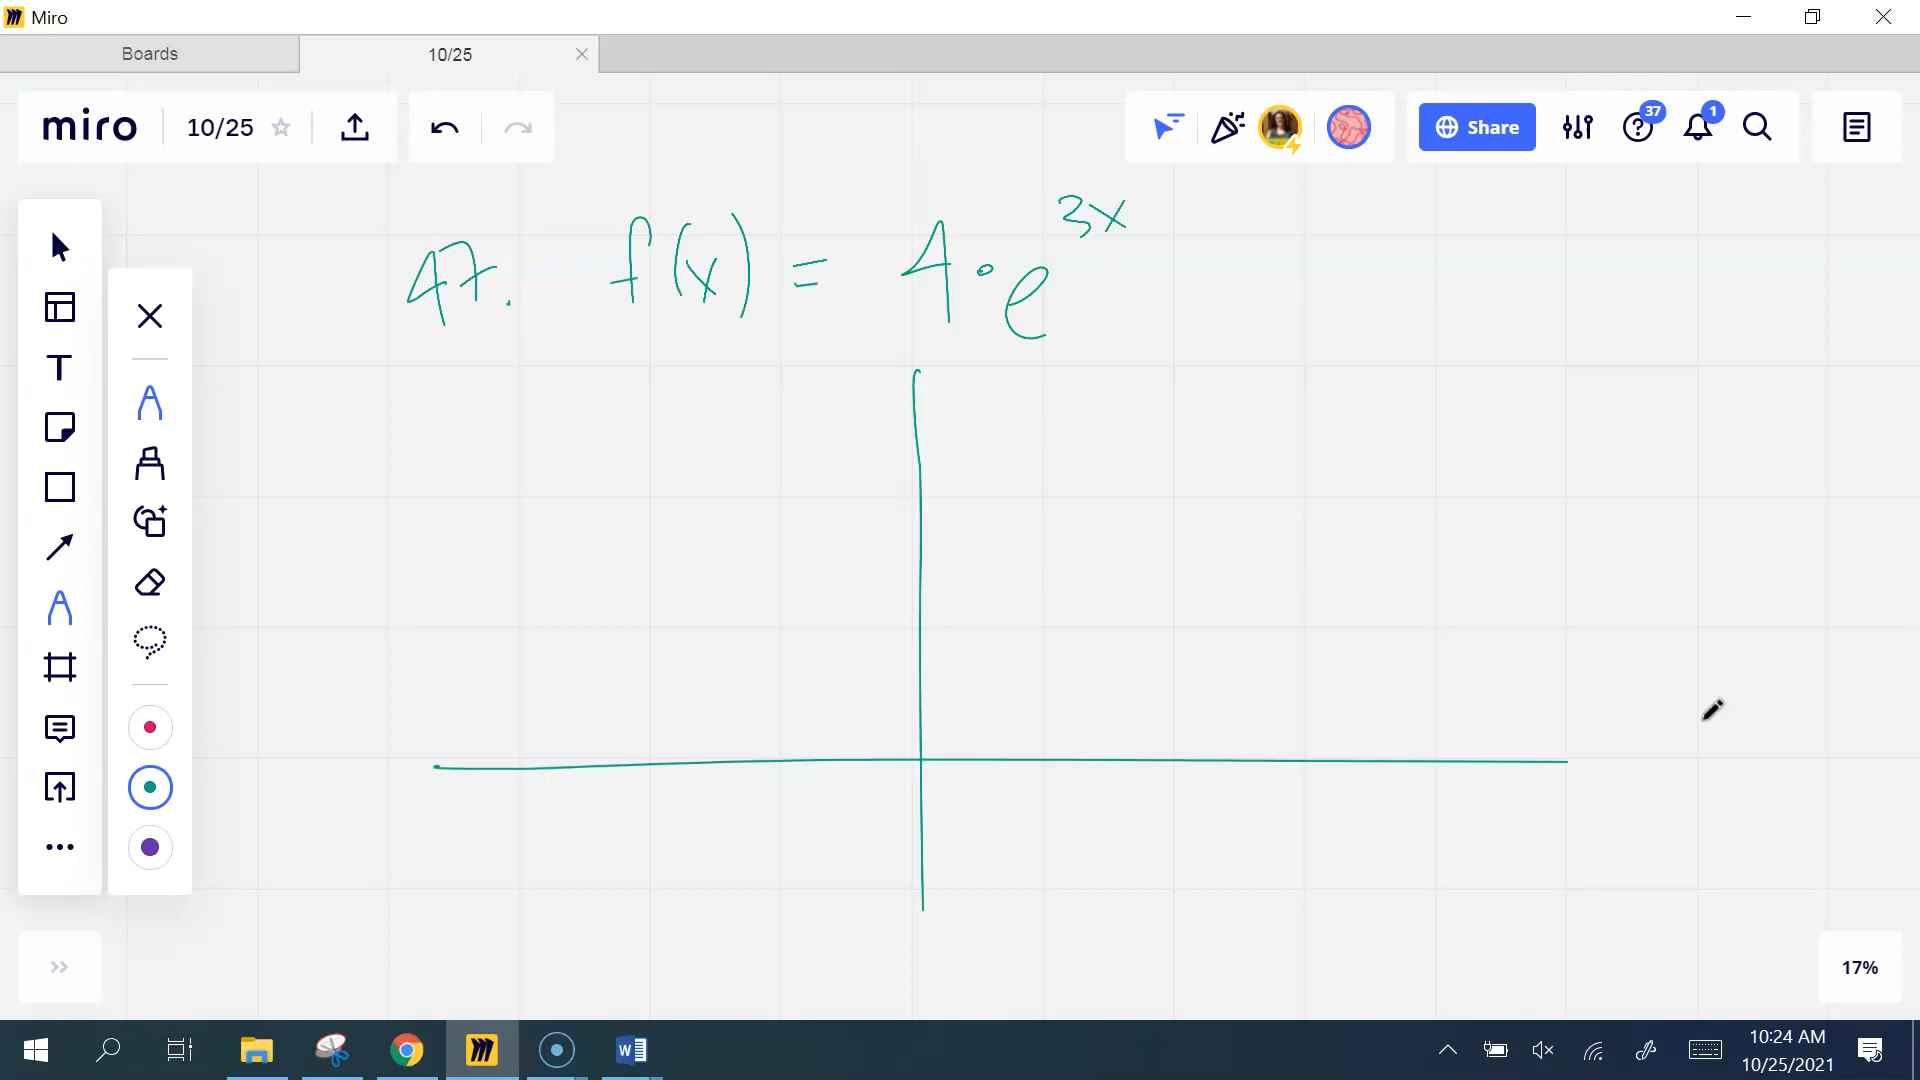 Miro
Boards 10/25
miro 10/25 Share 37 1
47. f(x) = 4 • e^{3x}
T
17%
10:24 AM
10/25/2021